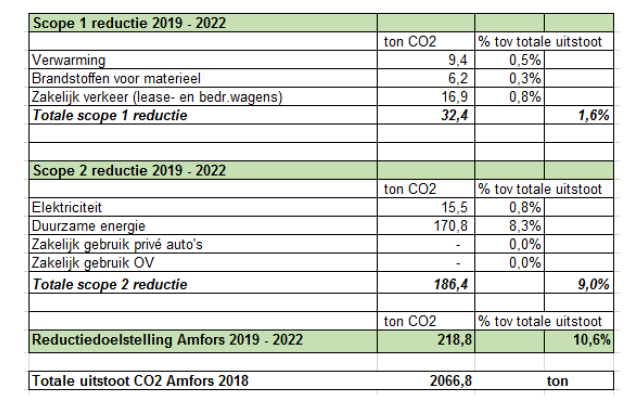 Scope 1 reductie 2019 - 2022
ton CO2 % tov totale uitstoot
Verwarming 9,4 0,5%
Brandstoffen voor materieel 6,2 0,3%
Zakelijk verkeer (lease- en bedr.wagens) 16,9 0,8%
Totale scope 1 reductie 32,4 1,6%
Scope 2 reductie 2019 - 2022
ton CO2 % tov totale uitstoot
Elektriciteit 15,5 0,8%
Duurzame energie 170,8 8,3%
Zakelijk gebruik privé auto's - 0,0%
Zakelijk gebruik OV - 0,0%
Totale scope 2 reductie 186,4 9,0%
ton CO2 % tov totale uitstoot
Reductiedoelstelling Amfors 2019 - 2022 218,8 10,6%
Totale uitstoot CO2 Amfors 2018 2066,8 ton